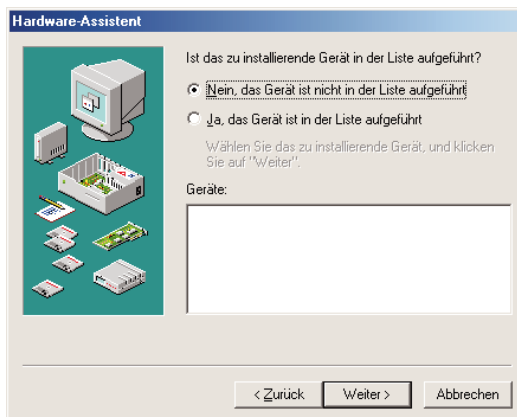 Hardware-Assistent
Ist das zu installierende Gerät in der Liste aufgeführt?
Nein, das Gerät ist nicht in der Liste aufgeführt
Ja, das Gerät ist in der Liste aufgeführt
Wählen Sie das zu installierende Gerät, und klicken
Sie auf "Weiter".
Geräte:
< Zurück Weiter > Abbrechen